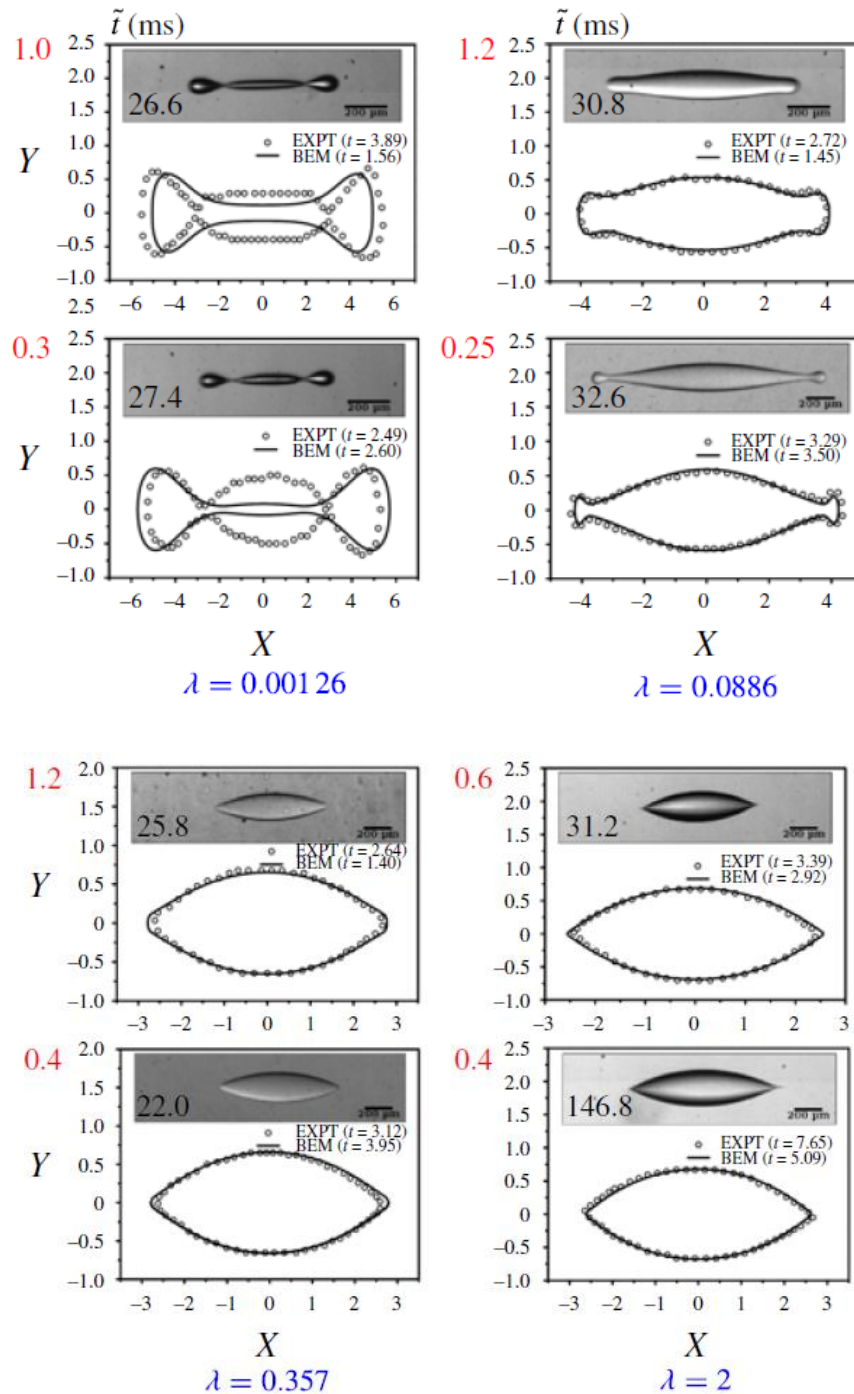 t̃ (ms)
1.0
2.5
2.0
1.5
1.0
0.5
0
–0.5
–1.0
Y
26.6
200 μm
EXPT (t = 3.89)
BEM (t = 1.56)
–6 –4 –2 0 2 4 6
t̃ (ms)
1.2
2.5
2.0
1.5
1.0
0.5
0
–0.5
–1.0
30.8
200 μm
EXPT (t = 2.72)
BEM (t = 1.45)
–4 –2 0 2 4
0.3
2.5
2.5
2.0
1.5
1.0
0.5
0
–0.5
–1.0
Y
27.4
200 μm
EXPT (t = 2.49)
BEM (t = 2.60)
–6 –4 –2 0 2 4 6
X
λ = 0.001 26
0.25
2.5
2.0
1.5
1.0
0.5
0
–0.5
–1.0
32.6
200 μm
EXPT (t = 3.29)
BEM (t = 3.50)
–4 –2 0 2 4
X
λ = 0.0886
1.2
2.0
1.5
1.0
0.5
0
–0.5
–1.0
Y
25.8
200 μm
EXPT (t = 2.64)
BEM (t = 1.40)
–3 –2 –1 0 1 2 3
0.6
2.5
2.0
1.5
1.0
0.5
0
–0.5
–1.0
31.2
200 μm
EXPT (t = 3.39)
BEM (t = 2.92)
–3 –2 –1 0 1 2 3
0.4
2.0
1.5
1.0
0.5
0
–0.5
–1.0
Y
22.0
200 μm
EXPT (t = 3.12)
BEM (t = 3.95)
–3 –2 –1 0 1 2 3
X
λ = 0.357
0.4
2.5
2.0
1.5
1.0
0.5
0
–0.5
–1.0
146.8
200 μm
EXPT (t = 7.65)
BEM (t = 5.09)
–3 –2 –1 0 1 2 3
X
λ = 2